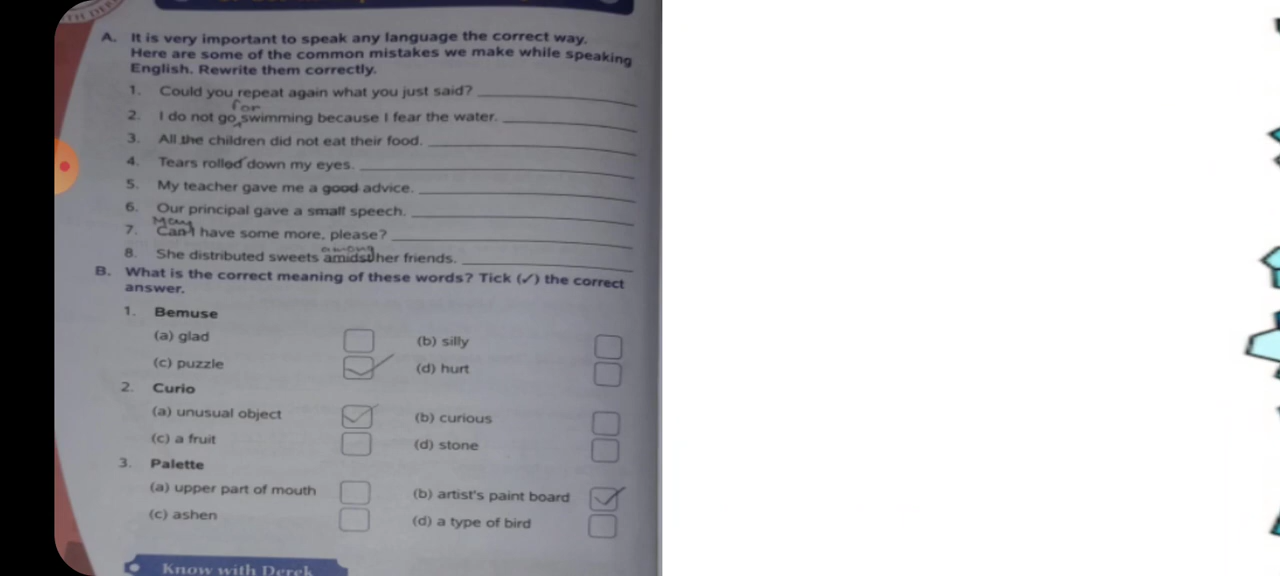 A. It is very important to speak any language the correct way.
Here are some of the common mistakes we make while speaking
English. Rewrite them correctly.
1. Could you repeat again what you just said?
for
2. I do not go swimming because I fear the water.
3. All the children did not eat their food.
4. Tears rolled down my eyes.
5. My teacher gave me a good advice.
6. Our principal gave a small speech.
May
7. Can I have some more, please?
among
8. She distributed sweets amidst her friends.
B. What is the correct meaning of these words? Tick (✓) the correct
answer.
1. Bemuse
(a) glad (b) silly
(c) puzzle (d) hurt
2. Curio
(a) unusual object (b) curious
(c) a fruit (d) stone
3. Palette
(a) upper part of mouth (b) artist's paint board
(c) ashen (d) a type of bird
Know with Derek